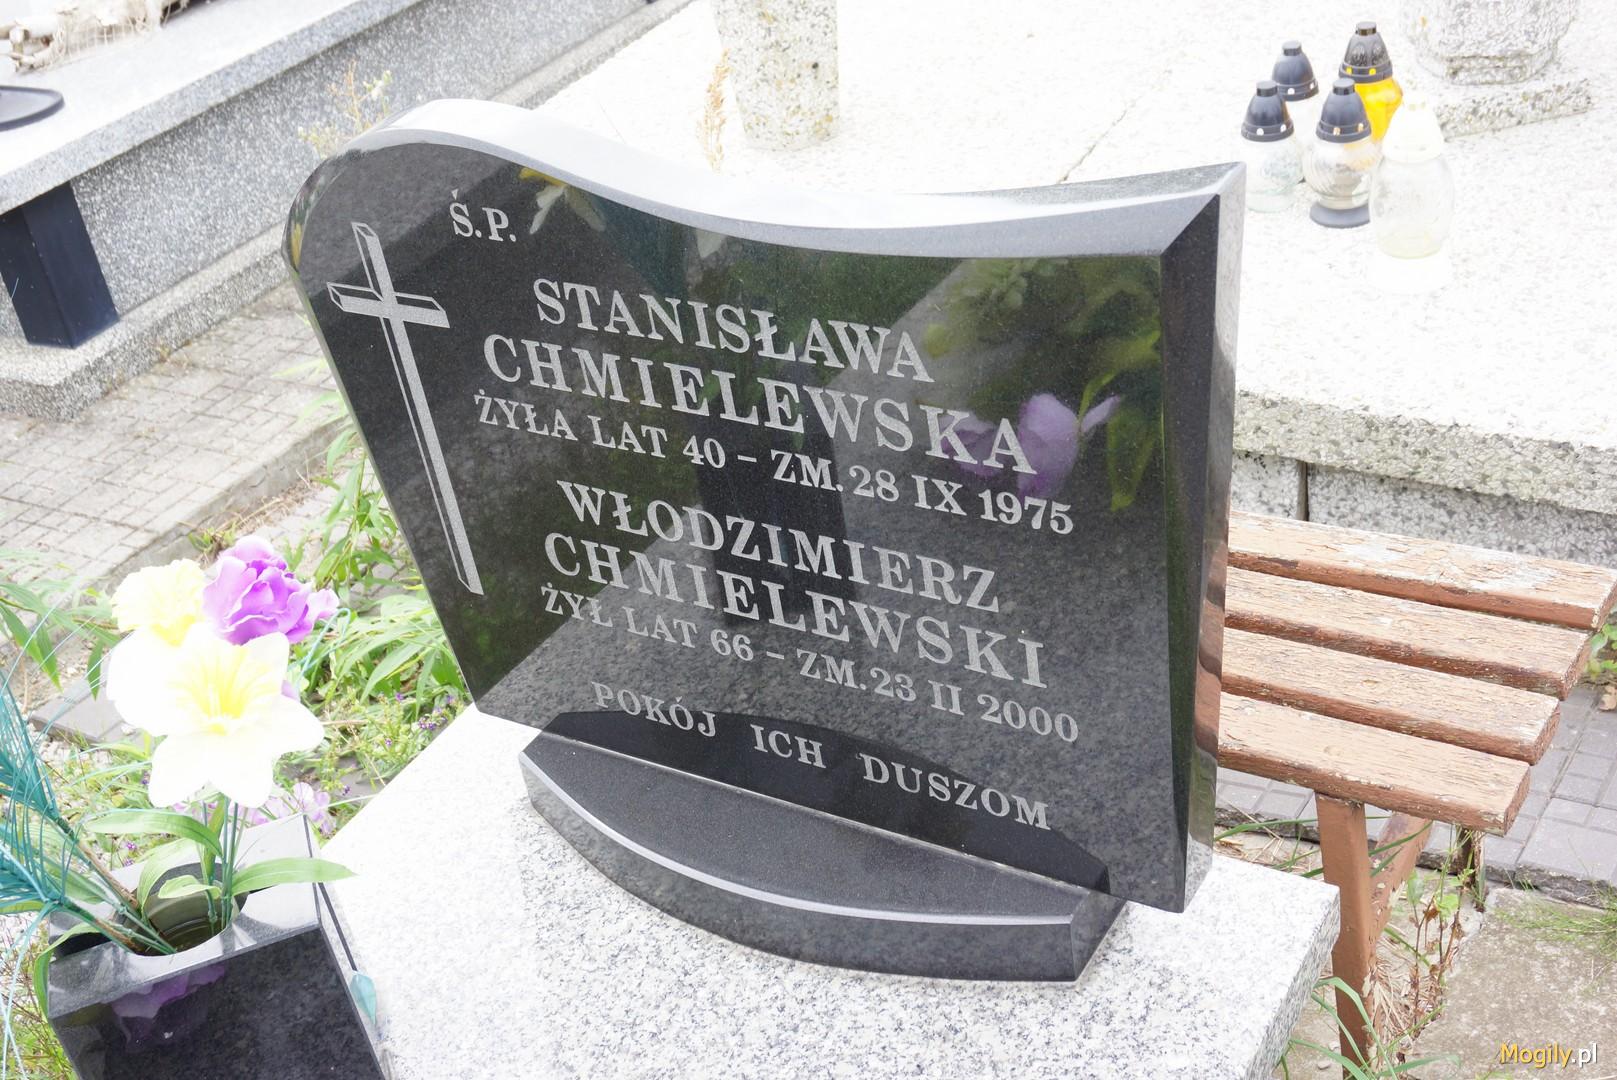 Ś.P.
STANISŁAWA
CHMIELEWSKA
ŻYŁA LAT 40 – ZM. 28 IX 1975
WŁODZIMIERZ
CHMIELEWSKI
ŻYŁ LAT 66 – ZM. 23 II 2000
POKÓJ ICH DUSZOM
Mogily.pl